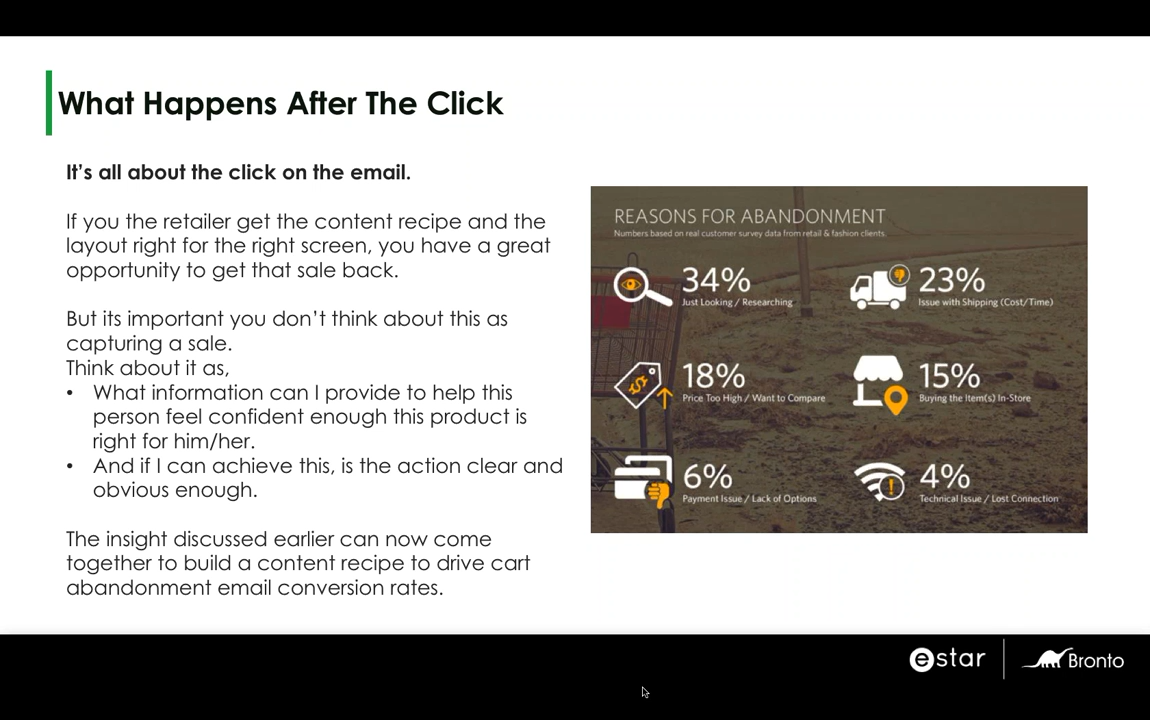 What Happens After The Click
It's all about the click on the email.
If you the retailer get the content recipe and the
layout right for the right screen, you have a great
opportunity to get that sale back.
But its important you don't think about this as
capturing a sale.
Think about it as,
• What information can I provide to help this
person feel confident enough this product is
right for him/her.
• And if I can achieve this, is the action clear and
obvious enough.
The insight discussed earlier can now come
together to build a content recipe to drive cart
abandonment email conversion rates.
REASONS FOR ABANDONMENT
Numbers based on real customer survey data from retail & fashion clients.
34%
Just Looking / Researching
23%
Issue with Shipping (Cost/Time)
18%
Price Too High / Want to Compare
15%
Buying the Item(s) In-Store
6%
Payment Issue / Lack of Options
4%
Technical Issue / Lost Connection
estar
Bronto